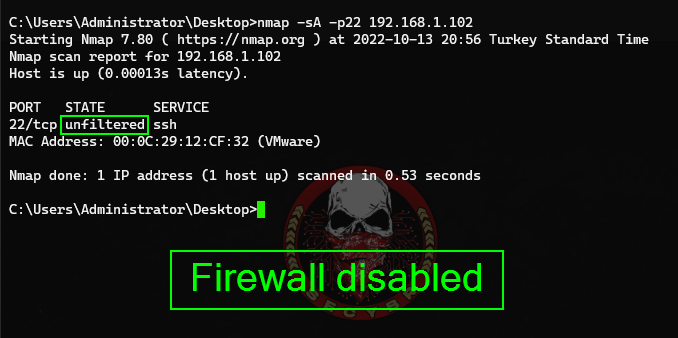 C:\Users\Administrator\Desktop>nmap -sA -p22 192.168.1.102
Starting Nmap 7.80 ( https://nmap.org ) at 2022-10-13 20:56 Turkey Standard Time
Nmap scan report for 192.168.1.102
Host is up (0.00013s latency).
PORT   STATE      SERVICE
22/tcp unfiltered ssh
MAC Address: 00:0C:29:12:CF:32 (VMware)
Nmap done: 1 IP address (1 host up) scanned in 0.53 seconds
C:\Users\Administrator\Desktop>
Firewall disabled